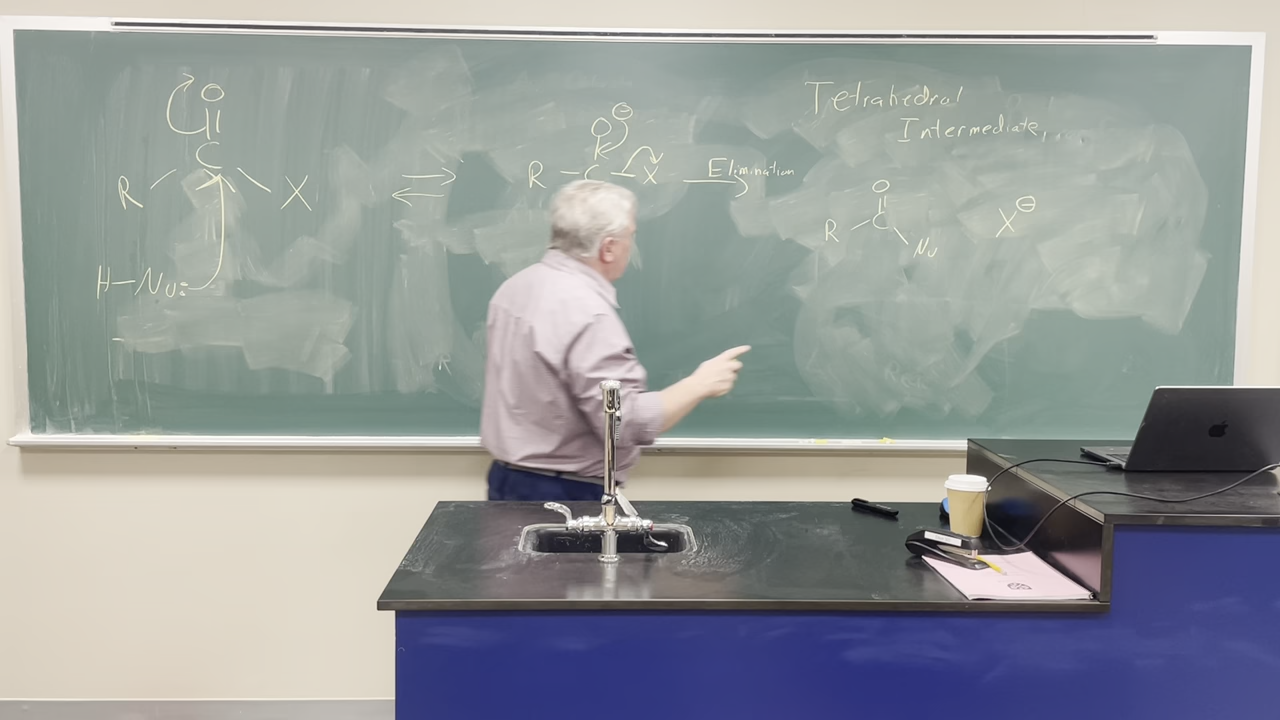 Tetrahedral
Intermediate
O
O ⊖
C
R C X
Elimination
R X
O
R C Nu
X⊖
H-Nu: